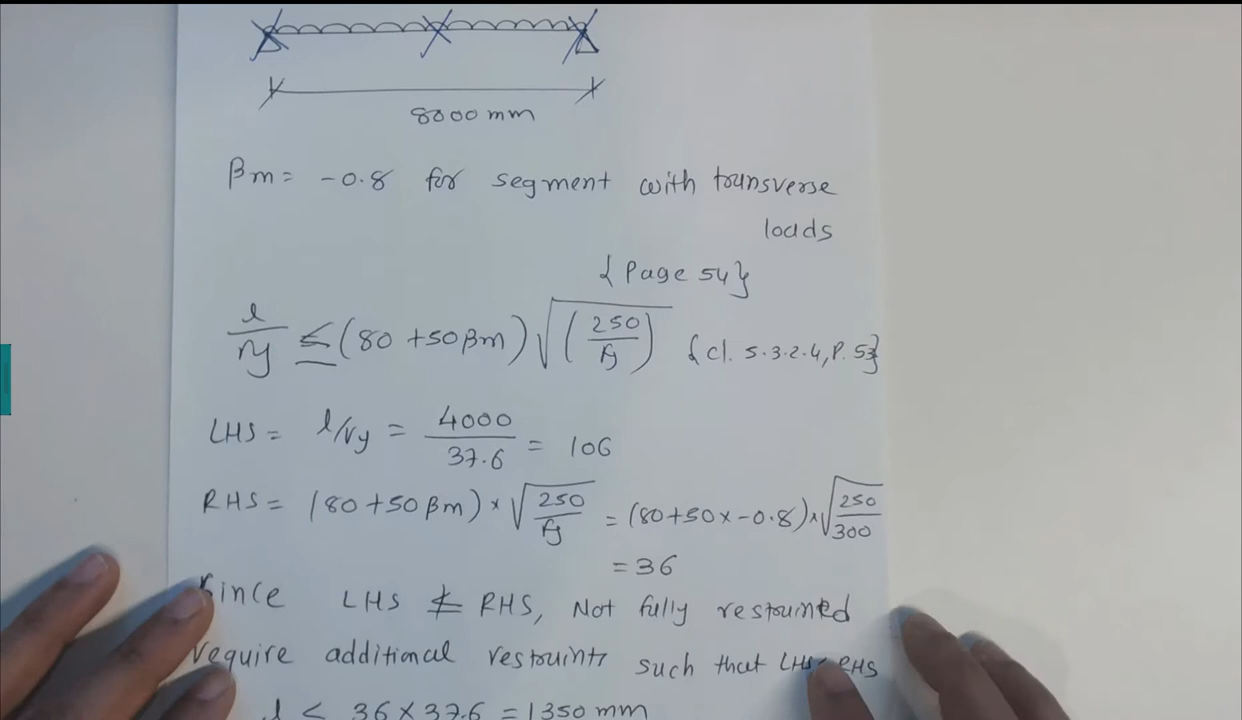 8000 mm
βm = -0.8 for segment with transverse
loads
{Page 54}
l/ry ≤ (80 + 50βm) √(250/fy) {cl. 5.3.2.4, P. 53}
LHS = l/ry = 4000/37.6 = 106
RHS = (80 + 50 βm) × √250/fy = (80+50 x -0.8) × √250/300
= 36
Since LHS ≰ RHS, Not fully restrained
require additional restraints such that LHS < RHS
l < 36 × 37.6 = 1350 mm